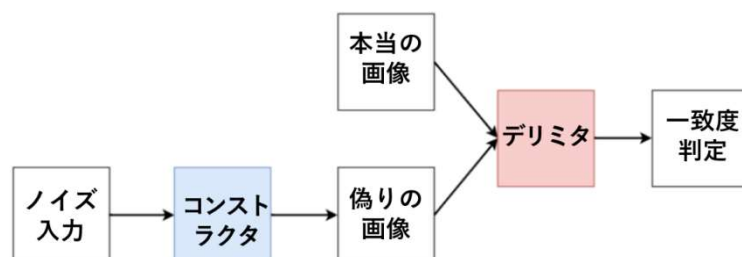 本当の
画像
デリミタ
一致度
判定
ノイズ
入力
コンスト
ラクタ
偽りの
画像